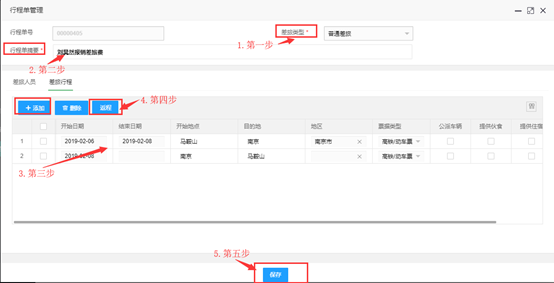 行程单管理
行程单号 00000405 差旅类型 * 普通差旅
1.第一步
行程单摘要 * 刘昊然报销差旅费
2.第二步
差旅人员 差旅行程
+ 添加 删除 返程 4.第四步
开始日期 结束日期 开始地点 目的地 地区 票据类型 公派车辆 提供伙食 提供住宿
1 2019-02-06 2019-02-08 马鞍山 南京 南京市 × 高铁/动车票
2 2019-02-08 南京 马鞍山 × 高铁/动车票
3.第三步
5.第五步
保存